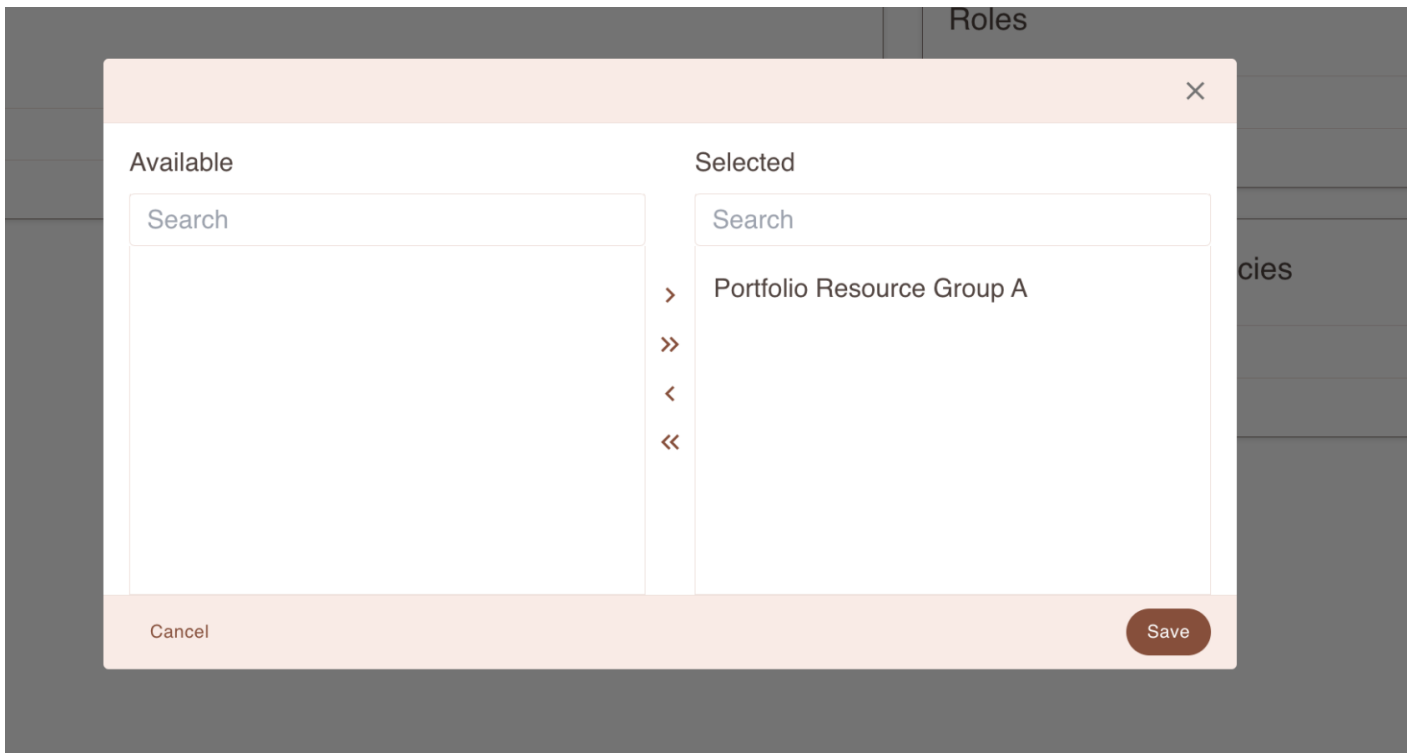 Roles
Available
Selected
Search
Search
Portfolio Resource Group A
cies
Cancel
Save